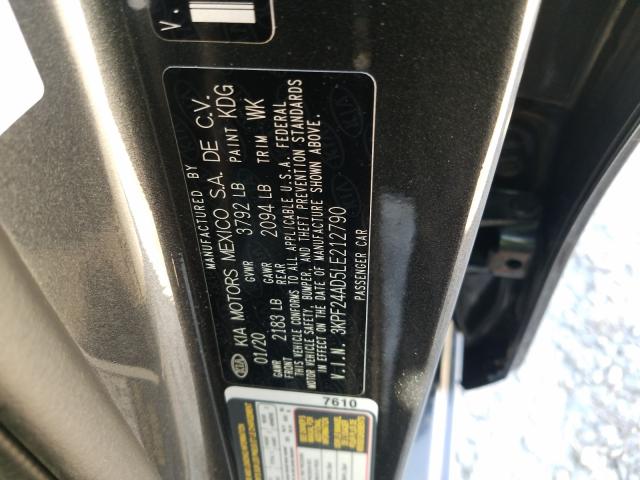 MANUFACTURED BY
KIA MOTORS MEXICO S.A. DE C.V.
01/20 GVWR 3792 LB PAINT KDG
GAWR FRONT 2183 LB GAWR REAR 2094 LB TRIM WK
THIS VEHICLE CONFORMS TO ALL APPLICABLE U.S.A. FEDERAL
MOTOR VEHICLE SAFETY, BUMPER, AND THEFT PREVENTION STANDARDS
IN EFFECT ON THE DATE OF MANUFACTURE SHOWN ABOVE.
V.I.N. 3KPF24AD5LE212790
PASSENGER CAR
7610
V.